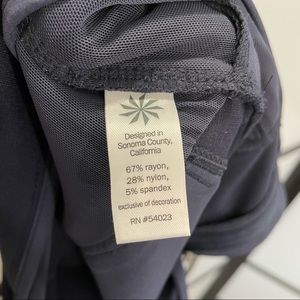 Designed in
Sonoma County,
California
67% rayon,
28% nylon,
5% spandex
exclusive of decoration
RN #54023